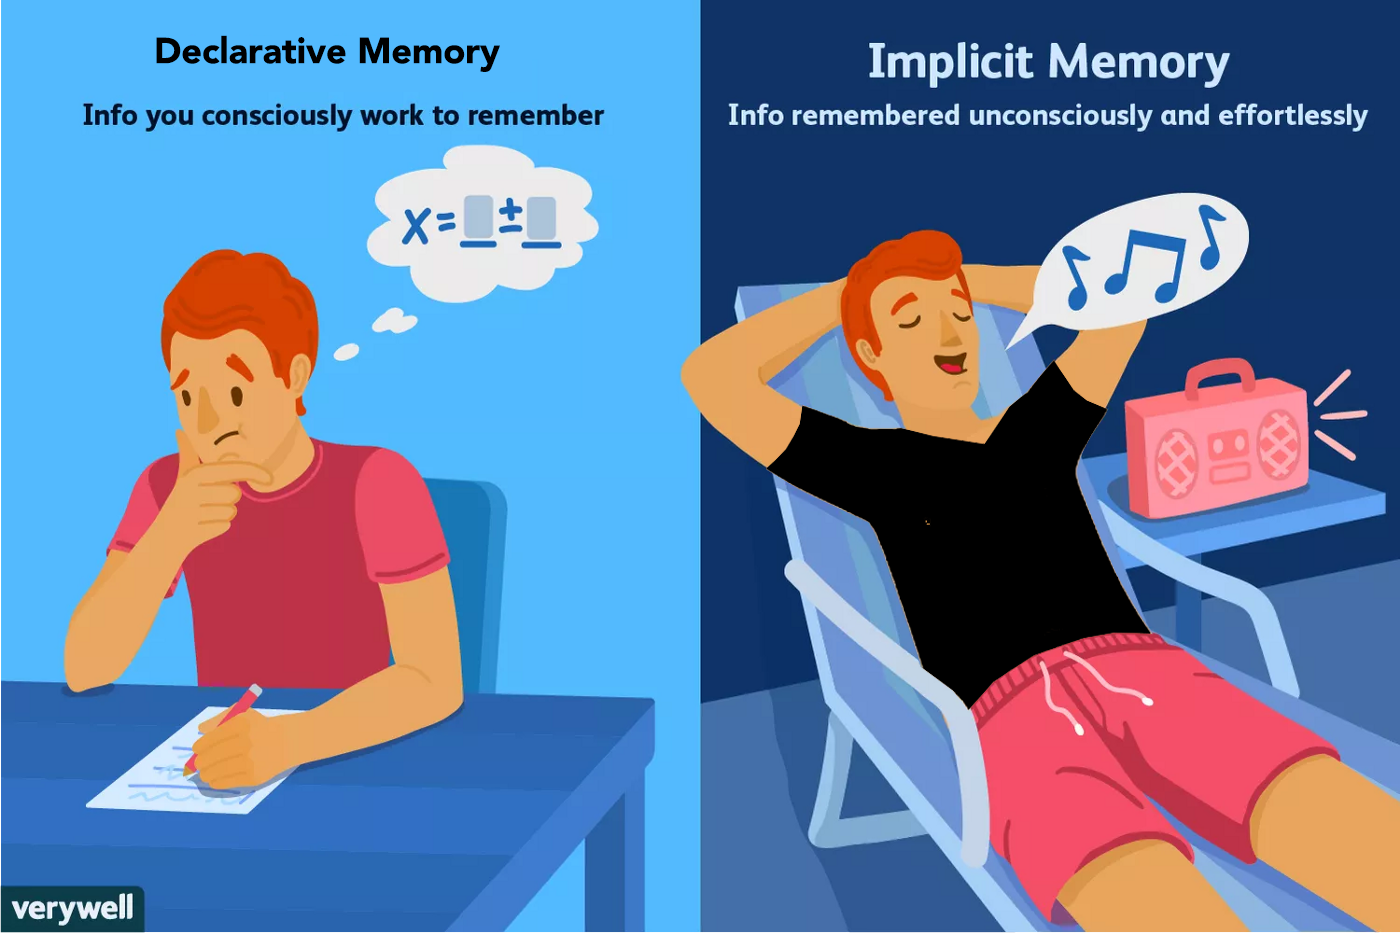 Declarative Memory
Info you consciously work to remember
x=_±_
Implicit Memory
Info remembered unconsciously and effortlessly
verywell